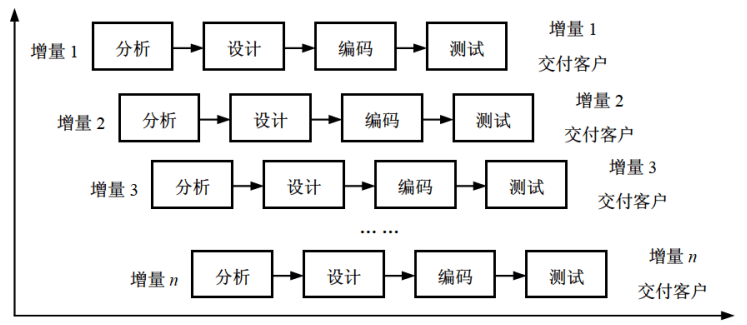 增量 1 分析 设计 编码 测试 增量 1
交付客户
增量 2 分析 设计 编码 测试 增量 2
交付客户
增量 3 分析 设计 编码 测试 增量 3
交付客户
... ...
增量 n 分析 设计 编码 测试 增量 n
交付客户